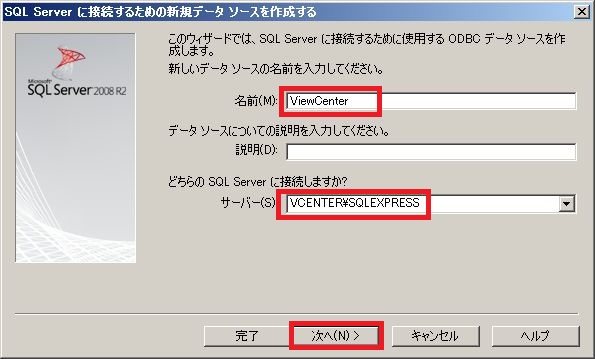 SQL Server に接続するための新規データ ソースを作成する
Microsoft
SQL Server 2008 R2
このウィザードでは、SQL Server に接続するために使用する ODBC データ ソースを作
成します。
新しいデータ ソースの名前を入力してください。
名前(M): ViewCenter
データ ソースについての説明を入力してください。
説明(D):
どちらの SQL Server に接続しますか?
サーバー(S) VCENTER¥SQLEXPRESS
完了 次へ(N) > キャンセル ヘルプ